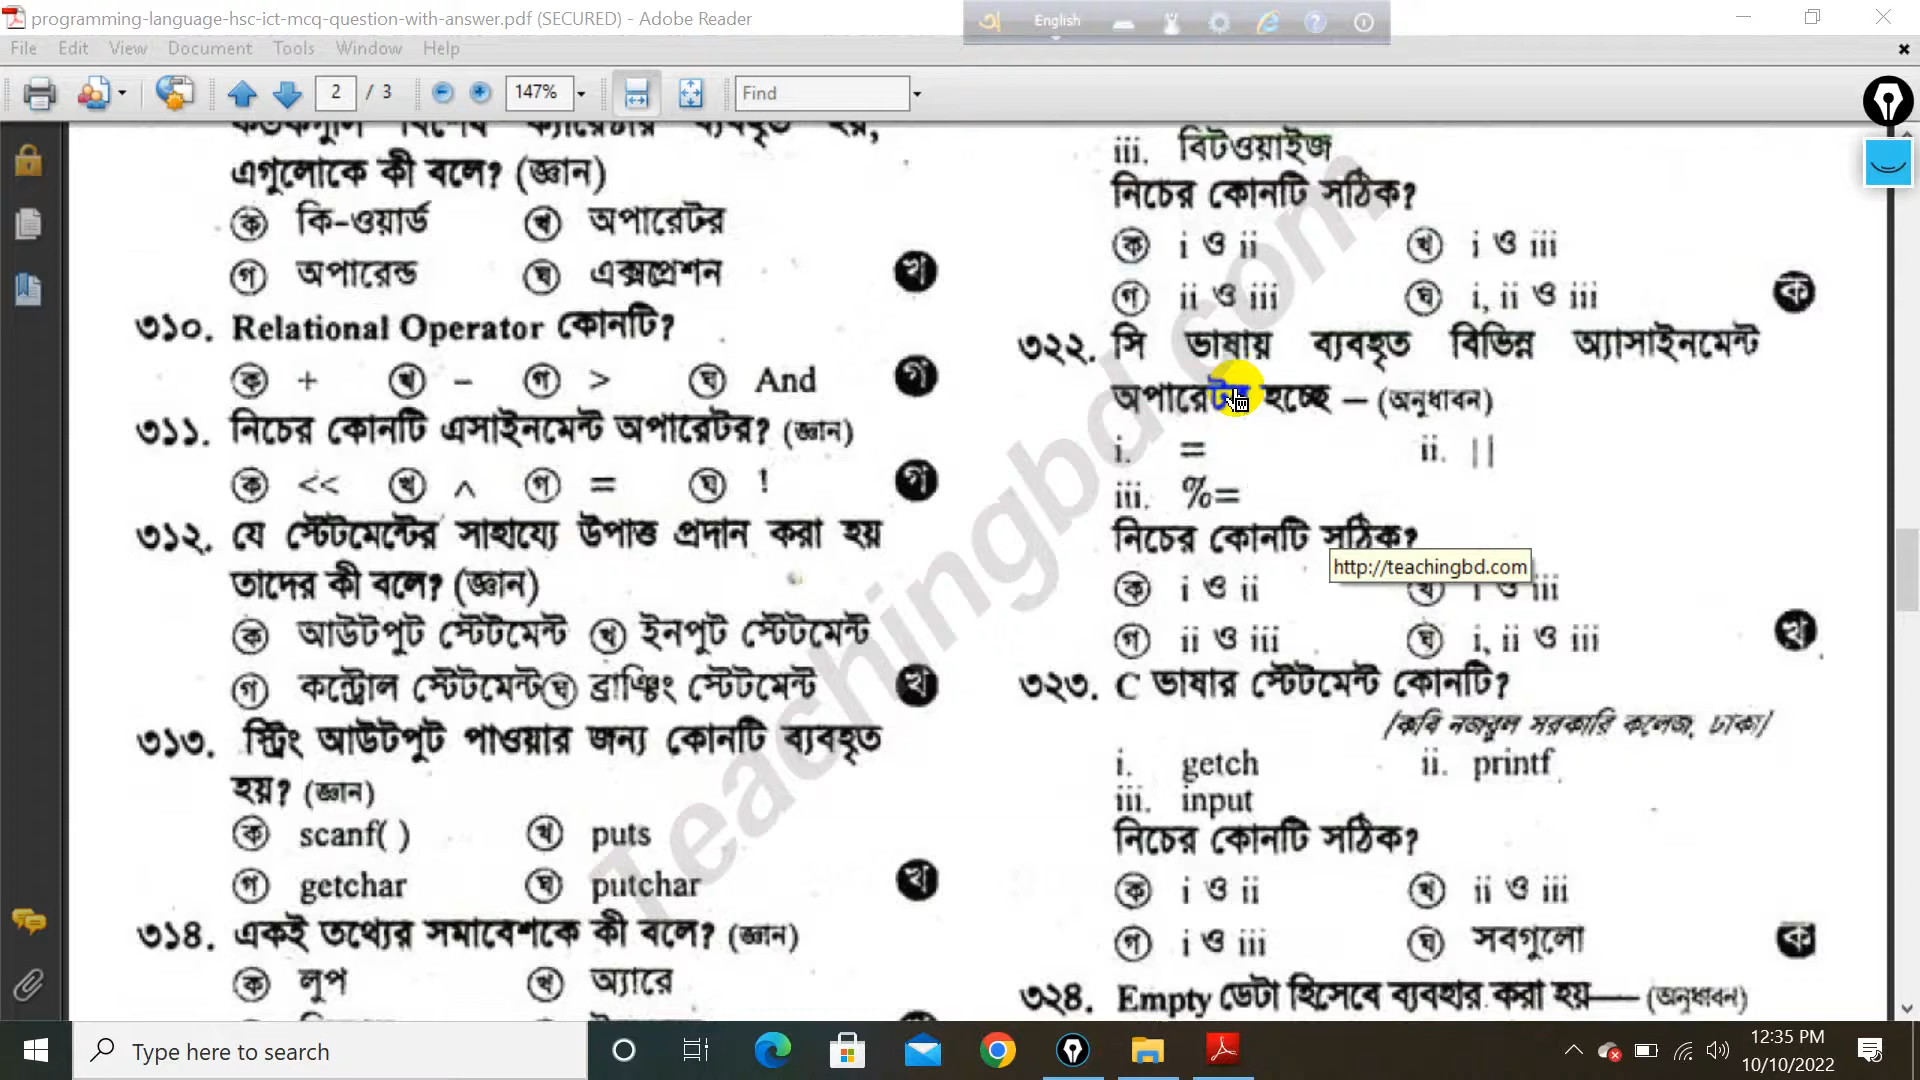 programming-language-hsc-ict-mcq-question-with-answer.pdf (SECURED) - Adobe Reader
English
File Edit View Document Tools Window Help
2 / 3 147% Find
কতকগুলি বিশেষ ক্যারেক্টার ব্যবহৃত হয়,
এগুলোকে কী বলে? (জ্ঞান)
ক কি-ওয়ার্ড খ অপারেটর
গ অপারেন্ড ঘ এক্সপ্রেশন খ
৩১০. Relational Operator কোনটি?
ক + খ – গ > ঘ And গ
৩১১. নিচের কোনটি এসাইনমেন্ট অপারেটর? (জ্ঞান)
ক << খ ^ গ = ঘ ! গ
৩১২. যে স্টেটমেন্টের সাহায্যে উপাত্ত প্রদান করা হয়
তাদের কী বলে? (জ্ঞান)
ক আউটপুট স্টেটমেন্ট খ ইনপুট স্টেটমেন্ট
গ কন্ট্রোল স্টেটমেন্ট ঘ ব্রাঞ্চিং স্টেটমেন্ট খ
৩১৩. স্ট্রিং আউটপুট পাওয়ার জন্য কোনটি ব্যবহৃত
হয়? (জ্ঞান)
ক scanf( ) খ puts
গ getchar ঘ putchar খ
৩১৪. একই তথ্যের সমাবেশকে কী বলে? (জ্ঞান)
ক লুপ খ অ্যারে
iii. বিটওয়াইজ
নিচের কোনটি সঠিক?
ক i ও ii খ i ও iii
গ ii ও iii ঘ i, ii ও iii ক
৩২২. সি ভাষায় ব্যবহৃত বিভিন্ন অ্যাসাইনমেন্ট
অপারেটর হচ্ছে – (অনুধাবন)
i. = ii. ||
iii. %=
নিচের কোনটি সঠিক?
http://teachingbd.com
ক i ও ii খ i ও iii
গ ii ও iii ঘ i, ii ও iii খ
৩২৩. C ভাষার স্টেটমেন্ট কোনটি?
[কবি নজরুল সরকারি কলেজ, ঢাকা]
i. getch ii. printf
iii. input
নিচের কোনটি সঠিক?
ক i ও ii খ ii ও iii
গ i ও iii ঘ সবগুলো ক
৩২৪. Empty ডেটা হিসেবে ব্যবহার করা হয়— (অনুধাবন)
Teachingbd.com
Type here to search
12:35 PM
10/10/2022